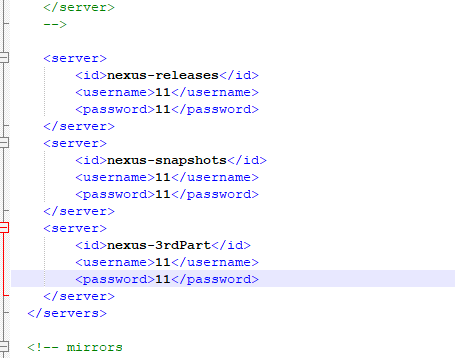 </server>
-->
<server>
<id>nexus-releases</id>
<username>11</username>
<password>11</password>
</server>
<server>
<id>nexus-snapshots</id>
<username>11</username>
<password>11</password>
</server>
<server>
<id>nexus-3rdPart</id>
<username>11</username>
<password>11</password>
</server>
</servers>
<!-- mirrors